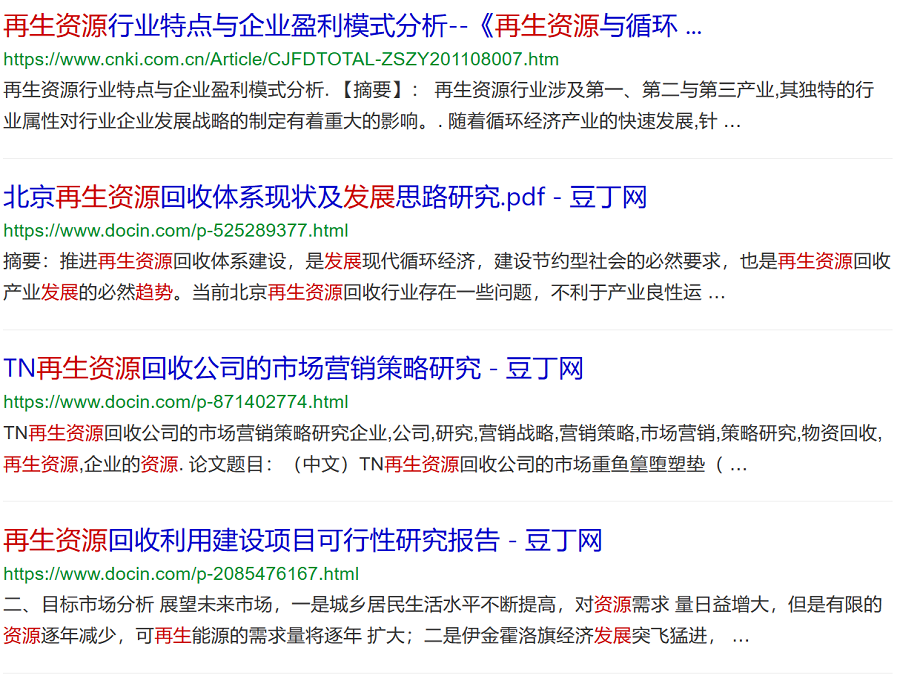 再生资源行业特点与企业盈利模式分析--《再生资源与循环 ...
https://www.cnki.com.cn/Article/CJFDTOTAL-ZSZY201108007.htm
再生资源行业特点与企业盈利模式分析. 【摘要】： 再生资源行业涉及第一、第二与第三产业,其独特的行
业属性对行业企业发展战略的制定有着重大的影响。. 随着循环经济产业的快速发展,针 …
北京再生资源回收体系现状及发展思路研究.pdf - 豆丁网
https://www.docin.com/p-525289377.html
摘要：推进再生资源回收体系建设，是发展现代循环经济，建设节约型社会的必然要求，也是再生资源回收
产业发展的必然趋势。当前北京再生资源回收行业存在一些问题，不利于产业良性运 …
TN再生资源回收公司的市场营销策略研究 - 豆丁网
https://www.docin.com/p-871402774.html
TN再生资源回收公司的市场营销策略研究企业,公司,研究,营销战略,营销策略,市场营销,策略研究,物资回收,
再生资源,企业的资源. 论文题目：（中文）TN再生资源回收公司的市场重鱼篁堕塑垫（ …
再生资源回收利用建设项目可行性研究报告 - 豆丁网
https://www.docin.com/p-2085476167.html
二、目标市场分析 展望未来市场，一是城乡居民生活水平不断提高，对资源需求 量日益增大，但是有限的
资源逐年减少，可再生能源的需求量将逐年 扩大；二是伊金霍洛旗经济发展突飞猛进， …